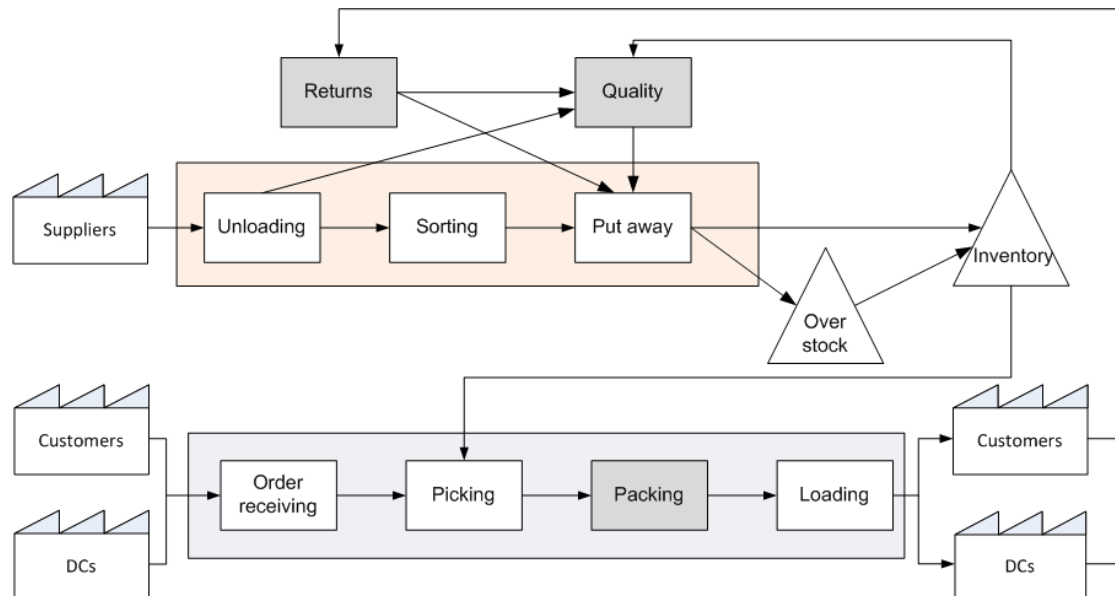 Returns
Quality
Suppliers
Unloading
Sorting
Put away
Inventory
Over
stock
Customers
DCs
Order
receiving
Picking
Packing
Loading
Customers
DCs